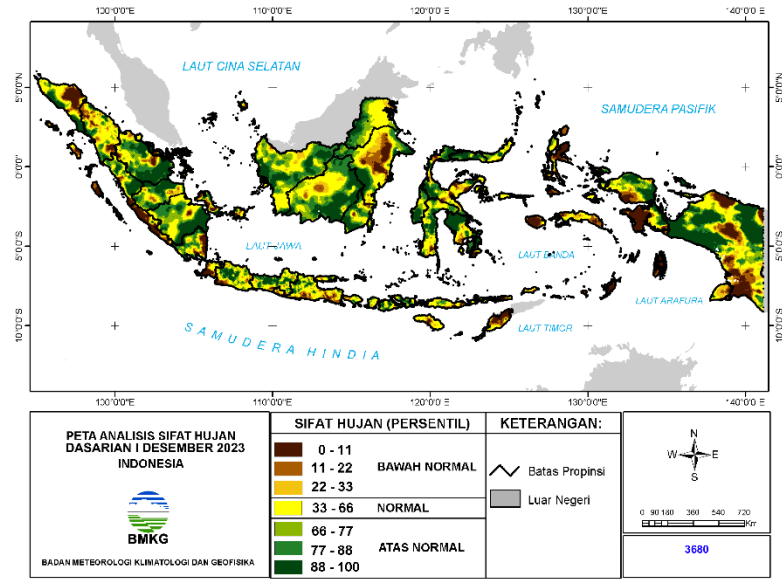 100°0'0"E 110°0'0"E 120°0'0"E 130°0'0"E 140°0'0"E
LAUT CINA SELATAN
SAMUDERA PASIFIK
5°0'0"N 5°0'0"N
0°0'0" 0°0'0"
5°0'0"S 5°0'0"S
LAUT JAWA
LAUT BANDA
LAUT ARAFURA
10°0'0"S 10°0'0"S
LAUT TIMOR
SAMUDERA HINDIA
100°0'0"E 110°0'0"E 120°0'0"E 130°0'0"E 140°0'0"E
PETA ANALISIS SIFAT HUJAN
DASARIAN I DESEMBER 2023
INDONESIA
BMKG
BADAN METEOROLOGI KLIMATOLOGI DAN GEOFISIKA
SIFAT HUJAN (PERSENTIL)
0 - 11
11 - 22 BAWAH NORMAL
22 - 33
33 - 66 NORMAL
66 - 77
77 - 88 ATAS NORMAL
88 - 100
KETERANGAN:
Batas Propinsi
Luar Negeri
N
W E
S
0 90 180 360 540 720
Km
3680